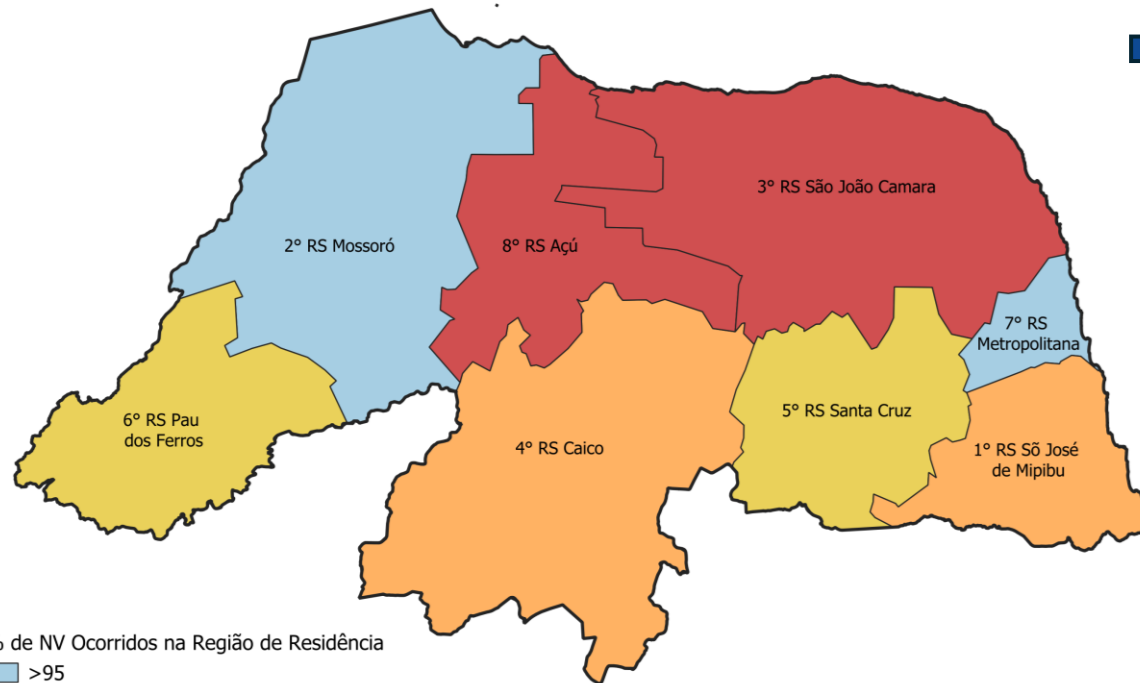 3° RS São João Camara
2° RS Mossoró
8° RS Açú
7° RS
Metropolitana
6° RS Pau
dos Ferros
5° RS Santa Cruz
4° RS Caico
1° RS Sõ José
de Mipibu
de NV Ocorridos na Região de Residência
>95